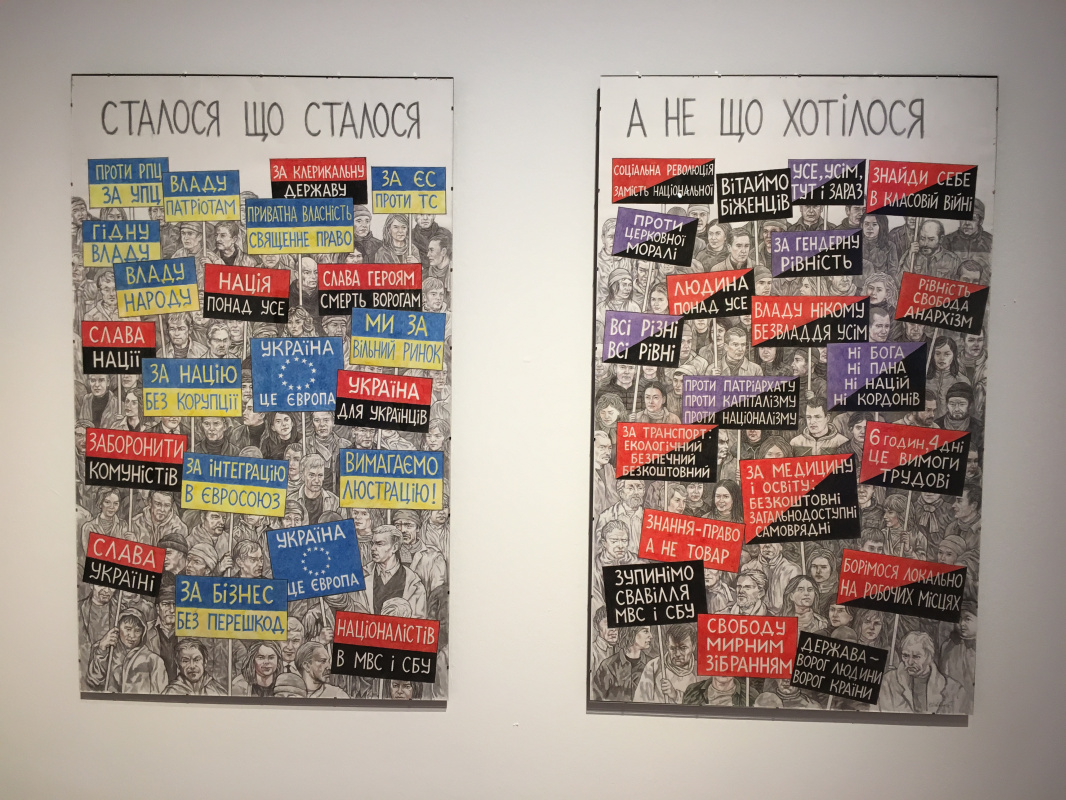 СТАЛОСЯ ЩО СТАЛОСЯ
ПРОТИ РПЦ
ЗА УПЦ
ВЛАДУ
ПАТРІОТАМ
ЗА КЛЕРИКАЛЬНУ
ДЕРЖАВУ
ЗА ЄС
ПРОТИ ТС
ПРИВАТНА ВЛАСНІСТЬ
СВЯЩЕННЕ ПРАВО
ГІДНУ
ВЛАДУ
ВЛАДУ
НАРОДУ
НАЦІЯ
ПОНАД УСЕ
СЛАВА ГЕРОЯМ
СМЕРТЬ ВОРОГАМ
СЛАВА
НАЦІЇ
МИ ЗА
ВІЛЬНИЙ РИНОК
ЗА НАЦІЮ
БЕЗ КОРУПЦІЇ
УКРАЇНА
ЦЕ ЄВРОПА
УКРАЇНА
ДЛЯ УКРАЇНЦІВ
ЗАБОРОНИТИ
КОМУНІСТІВ
ЗА ІНТЕГРАЦІЮ
В ЄВРОСОЮЗ
ВИМАГАЄМО
ЛЮСТРАЦІЮ!
СЛАВА
УКРАЇНІ
УКРАЇНА
ЦЕ ЄВРОПА
ЗА БІЗНЕС
БЕЗ ПЕРЕШКОД
НАЦІОНАЛІСТІВ
В МВС І СБУ
А НЕ ЩО ХОТІЛОСЯ
СОЦІАЛЬНА РЕВОЛЮЦІЯ
ЗАМІСТЬ НАЦІОНАЛЬНОЇ
ВІТАЙМО
БІЖЕНЦІВ
УСЕ, УСІМ,
ТУТ І ЗАРАЗ
ЗНАЙДИ СЕБЕ
В КЛАСОВІЙ ВІЙНІ
ПРОТИ
ЦЕРКОВНОЇ
МОРАЛІ
ЗА ГЕНДЕРНУ
РІВНІСТЬ
ЛЮДИНА
ПОНАД УСЕ
ВЛАДУ НІКОМУ
БЕЗВЛАДДЯ УСІМ
РІВНІСТЬ
СВОБОДА
АНАРХІЗМ
ВСІ РІЗНІ
ВСІ РІВНІ
НІ БОГА
НІ ПАНА
НІ НАЦІЙ
НІ КОРДОНІВ
ПРОТИ ПАТРІАРХАТУ
ПРОТИ КАПІТАЛІЗМУ
ПРОТИ НАЦІОНАЛІЗМУ
ЗА ТРАНСПОРТ:
ЕКОЛОГІЧНИЙ
БЕЗПЕЧНИЙ
БЕЗКОШТОВНИЙ
6 ГОДИН, 4 ДНІ
ЦЕ ВИМОГИ
ТРУДОВІ
ЗА МЕДИЦИНУ
І ОСВІТУ:
БЕЗКОШТОВНІ
ЗАГАЛЬНОДОСТУПНІ
САМОВРЯДНІ
ЗНАННЯ-ПРАВО
А НЕ ТОВАР
ЗУПИНІМО
СВАВІЛЛЯ
МВС І СБУ
БОРІМОСЯ ЛОКАЛЬНО
НА РОБОЧИХ МІСЦЯХ
СВОБОДУ
МИРНИМ
ЗІБРАННЯМ
ДЕРЖАВА -
ВОРОГ ЛЮДИНИ
ВОРОГ КРАЇНИ